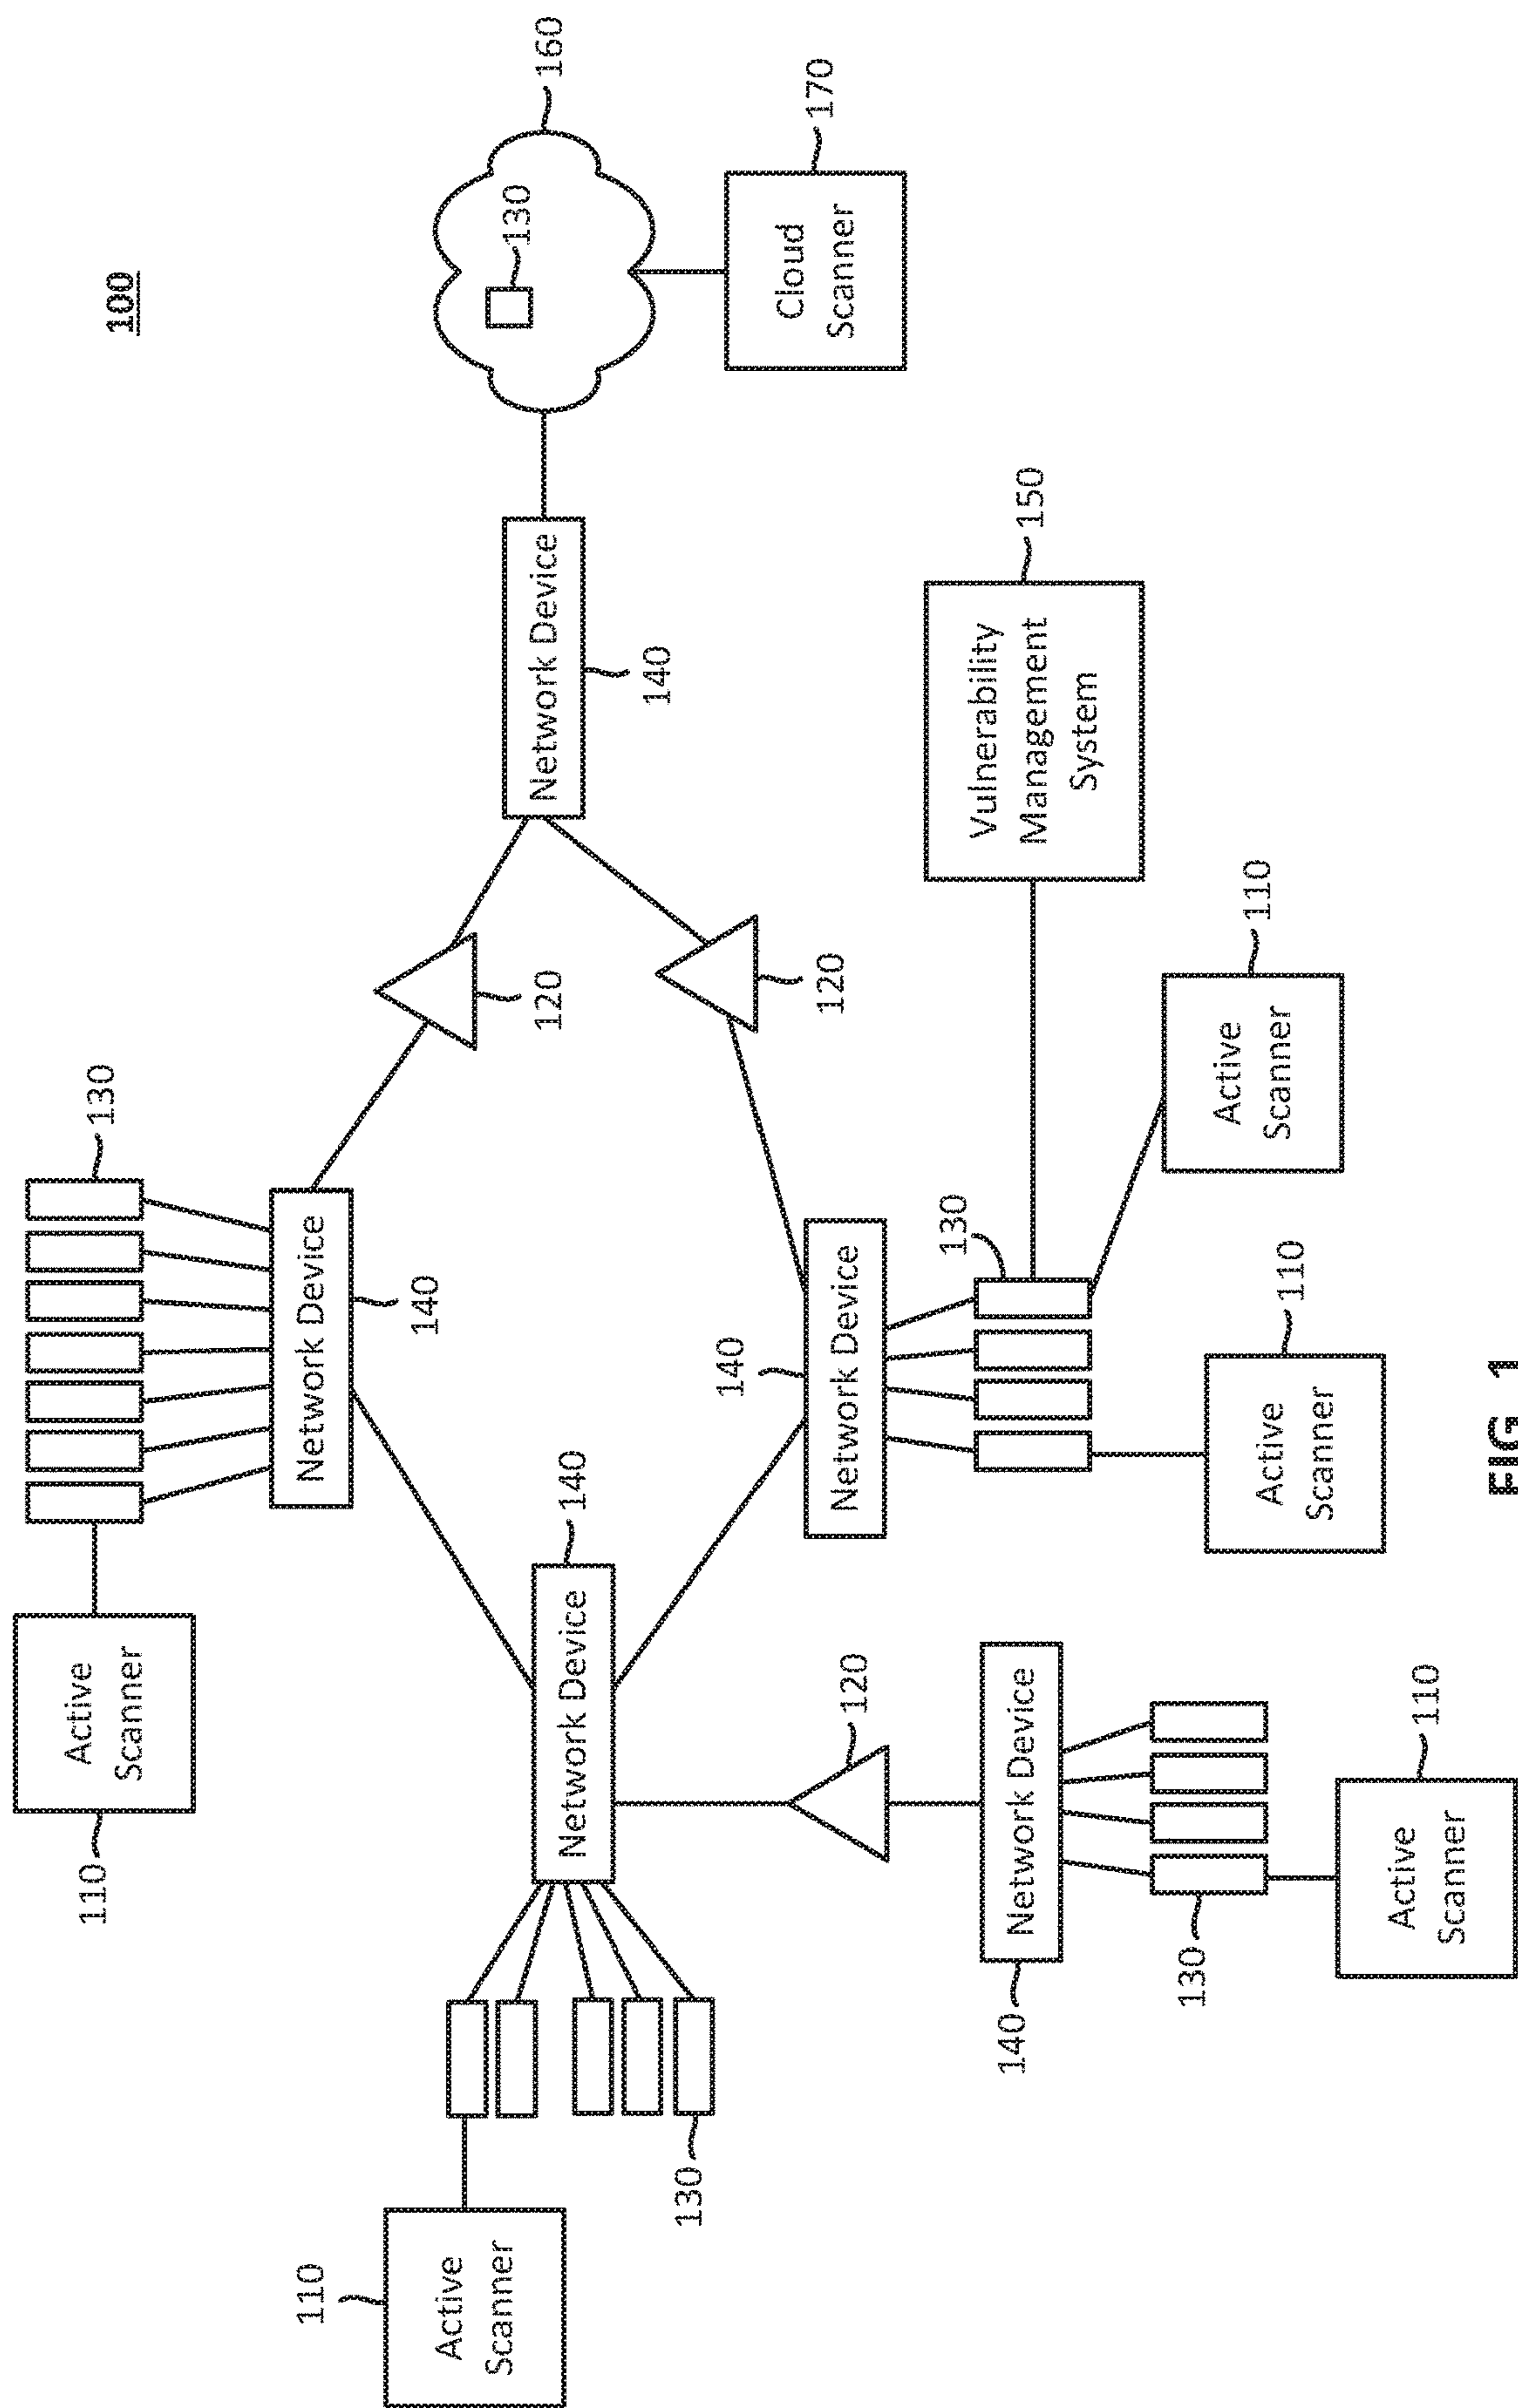 100
110
Active
Scanner
130
Network Device
140
110
Active
Scanner
130
160
140
Network Device
120
Network Device
140
130
140
Network Device
120
Cloud
Scanner
170
120
130
Vulnerability
Management
System
150
140
Network Device
130
Active
Scanner
110
Active
Scanner
110
Active
Scanner
110
FIG. 1